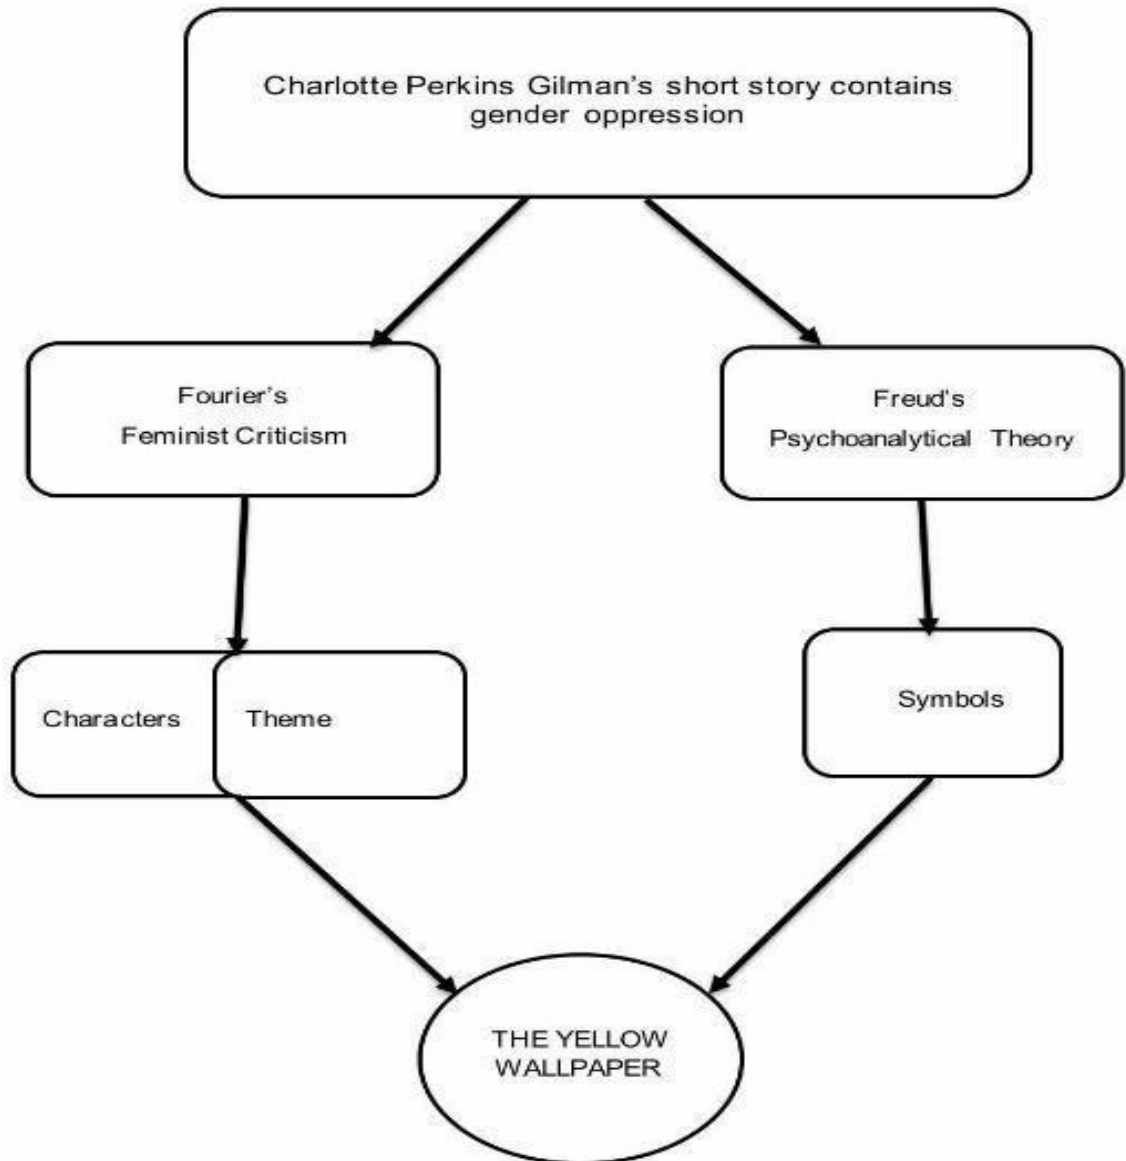 Charlotte Perkins Gilman's short story contains
gender oppression
Fourier's
Feminist Criticism
Freud's
Psychoanalytical Theory
Characters
Theme
Symbols
THE YELLOW
WALLPAPER